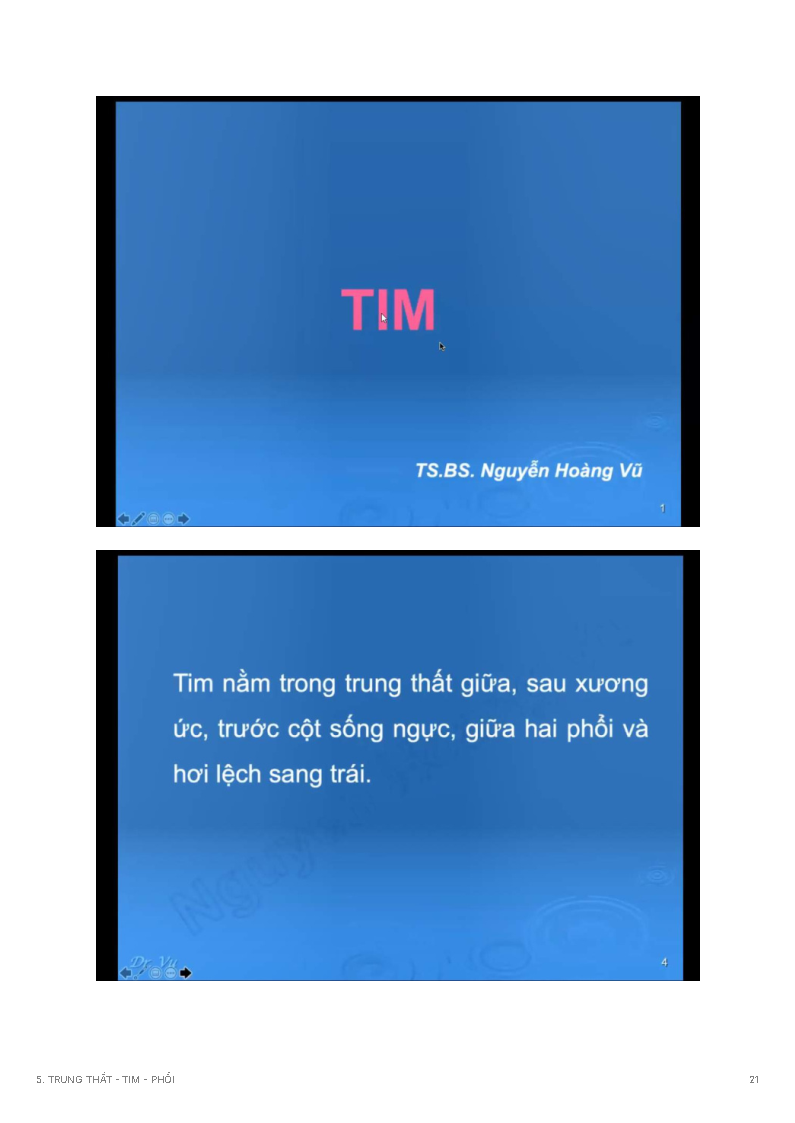 TIM
TS.BS. Nguyễn Hoàng Vũ
1
Tim nằm trong trung thất giữa, sau xương
ức, trước cột sống ngực, giữa hai phổi và
hơi lệch sang trái.
Dr. Vu
4
5. TRUNG THẤT - TIM - PHỔI
21